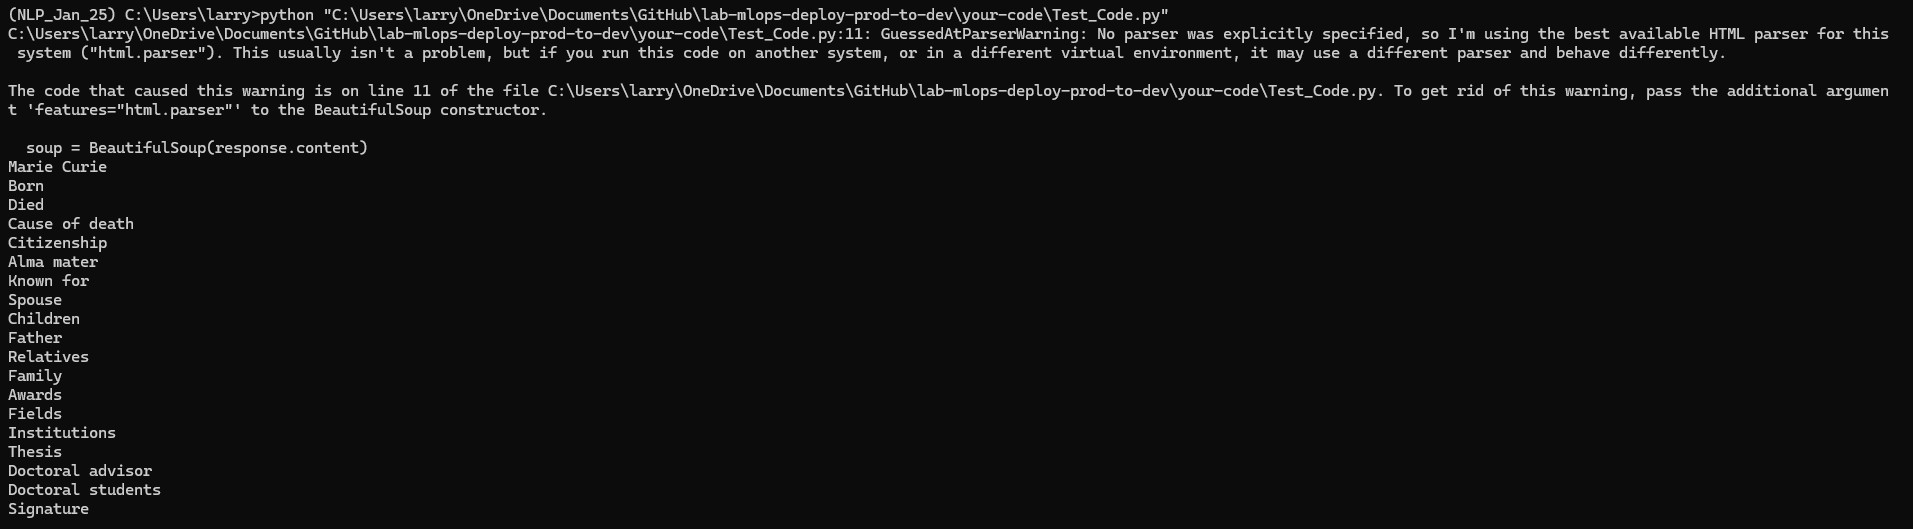 (NLP_Jan_25) C:\Users\larry>python "C:\Users\larry\OneDrive\Documents\GitHub\lab-mlops-deploy-prod-to-dev\your-code\Test_Code.py"
C:\Users\larry\OneDrive\Documents\GitHub\lab-mlops-deploy-prod-to-dev\your-code\Test_Code.py:11: GuessedAtParserWarning: No parser was explicitly specified, so I'm using the best available HTML parser for this
 system ("html.parser"). This usually isn't a problem, but if you run this code on another system, or in a different virtual environment, it may use a different parser and behave differently.

The code that caused this warning is on line 11 of the file C:\Users\larry\OneDrive\Documents\GitHub\lab-mlops-deploy-prod-to-dev\your-code\Test_Code.py. To get rid of this warning, pass the additional argumen
t 'features="html.parser"' to the BeautifulSoup constructor.

  soup = BeautifulSoup(response.content)
Marie Curie
Born
Died
Cause of death
Citizenship
Alma mater
Known for
Spouse
Children
Father
Relatives
Family
Awards
Fields
Institutions
Thesis
Doctoral advisor
Doctoral students
Signature